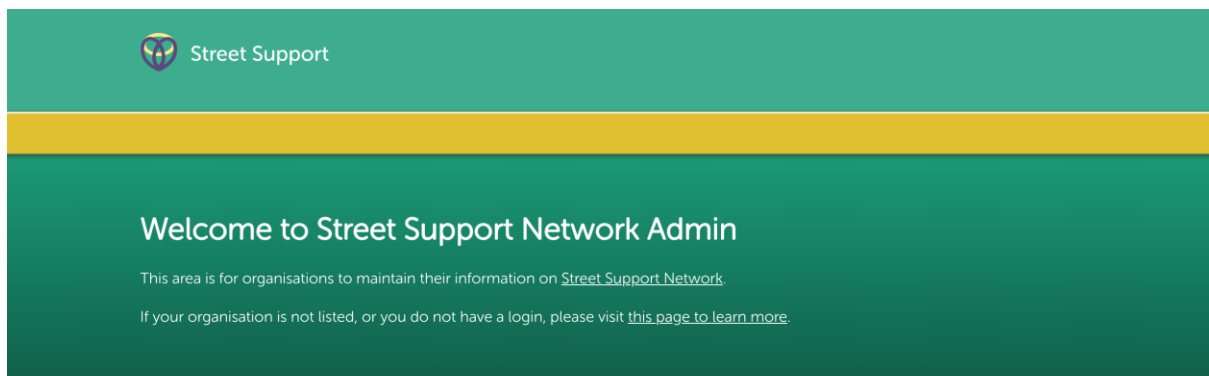 Street Support
Welcome to Street Support Network Admin
This area is for organisations to maintain their information on Street Support Network.
If your organisation is not listed, or you do not have a login, please visit this page to learn more.